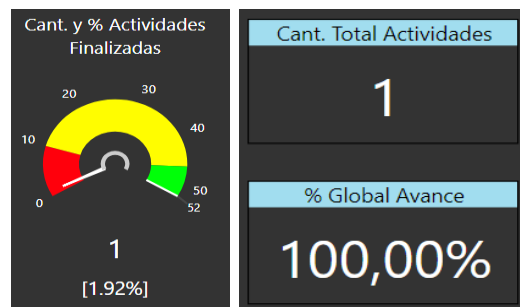 Cant. y % Actividades
Finalizadas
0
10
20
30
40
50
52
1
[1.92%]
Cant. Total Actividades
1
% Global Avance
100,00%